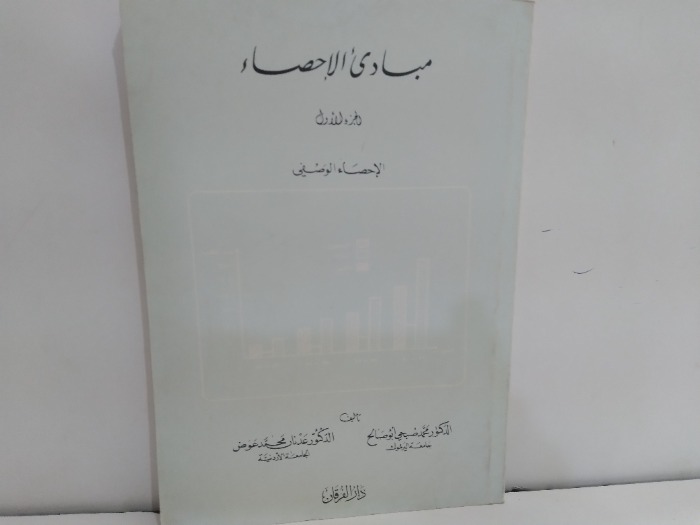 مبادئ الإحصاء
الجزء الأول
الإحصاء الوصفي
تأليف
الدكتور محمد صبحي أبو صالح
جامعة اليرموك
الدكتور عدنان محمد عوض
الجامعة الأردنية
دار الفرقان